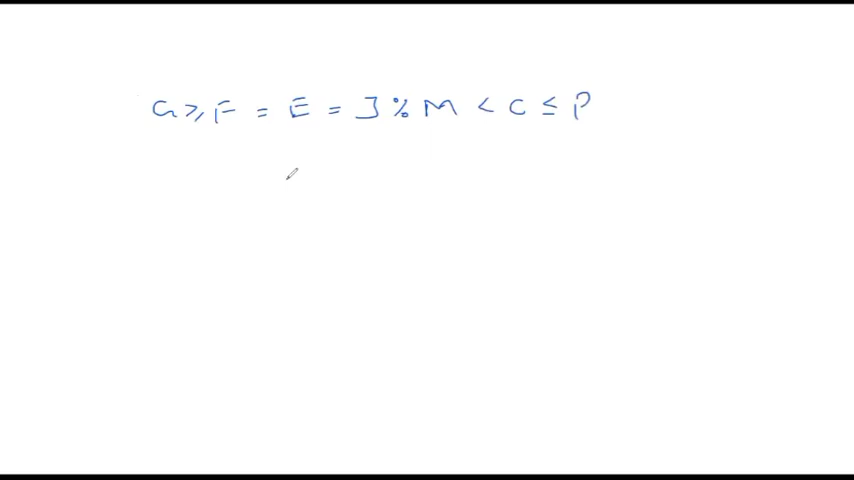 G ≥ F = E = J % M < C ≤ P